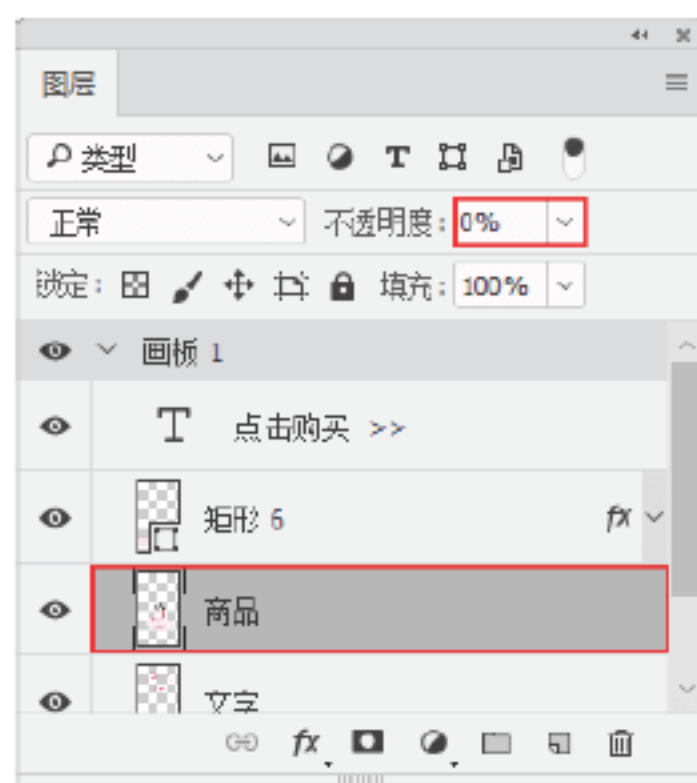 图层
类型
正常 不透明度: 0%
锁定: 填充: 100%
画板 1
T 点击购买 >>
矩形 6 fx
商品
文字
fx